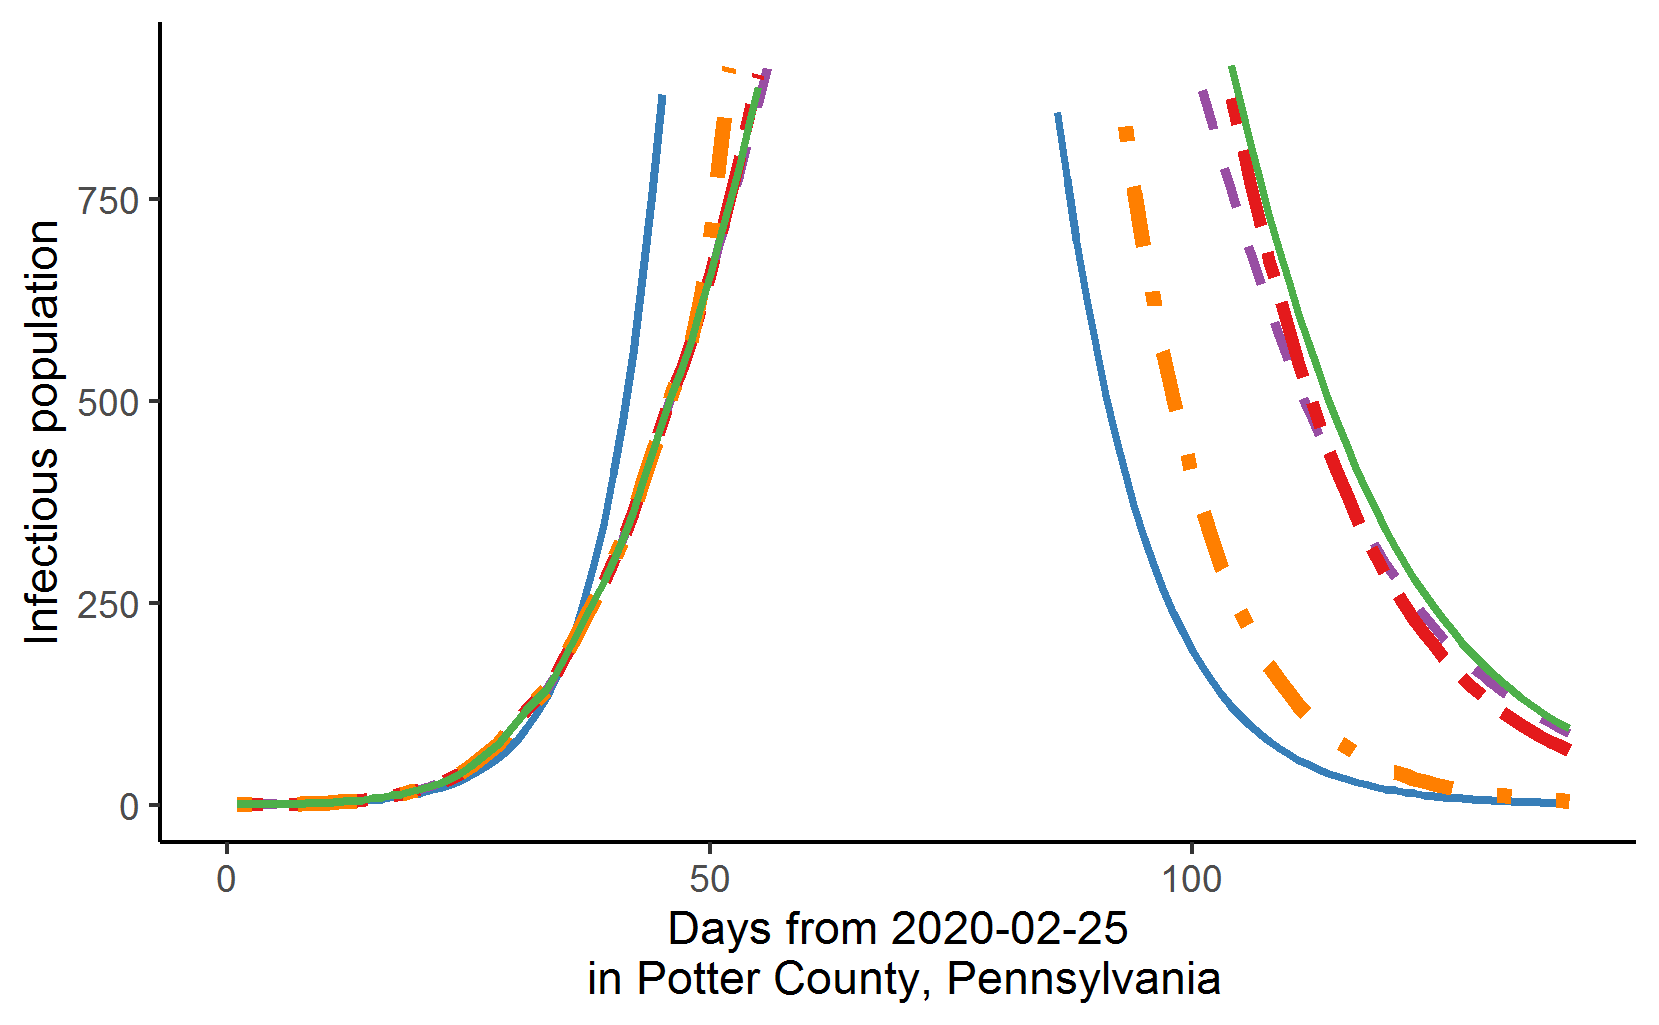 Infectious population
750
500
250
0
0 50 100
Days from 2020-02-25
in Potter County, Pennsylvania